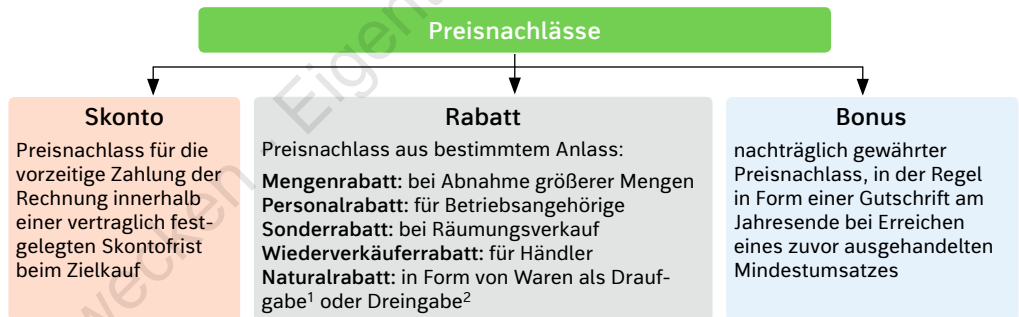 Preisnachlässe
Skonto
Preisnachlass für die
vorzeitige Zahlung der
Rechnung innerhalb
einer vertraglich fest-
gelegten Skontofrist
beim Zielkauf
Rabatt
Preisnachlass aus bestimmtem Anlass:
Mengenrabatt: bei Abnahme größerer Mengen
Personalrabatt: für Betriebsangehörige
Sonderrabatt: bei Räumungsverkauf
Wiederverkäuferrabatt: für Händler
Naturalrabatt: in Form von Waren als Drauf-
gabe¹ oder Dreingabe²
Bonus
nachträglich gewährter
Preisnachlass, in der Regel
in Form einer Gutschrift am
Jahresende bei Erreichen
eines zuvor ausgehandelten
Mindestumsatzes